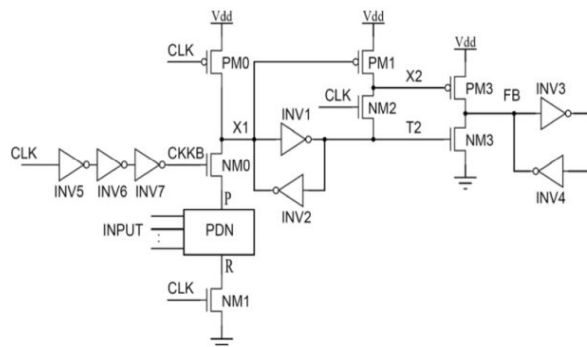 Vdd
Vdd
Vdd
CLK
PM0
PM1
X2
PM3
FB
INV3
CLK
NM2
X1
INV1
T2
NM3
CLK
CKKB
NM0
INV5
INV6
INV7
INV2
INV4
P
INPUT
PDN
:
R
CLK
NM1